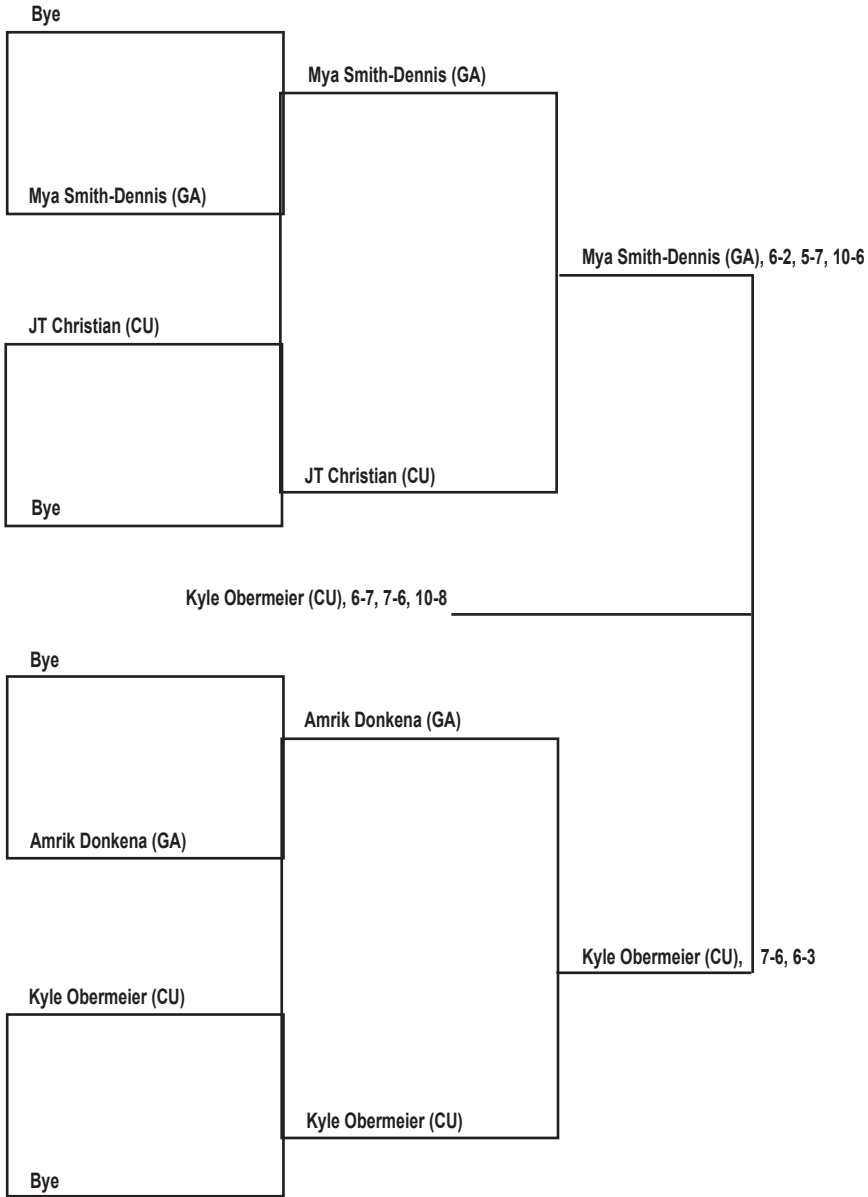 Bye
Mya Smith-Dennis (GA)
Mya Smith-Dennis (GA)
Mya Smith-Dennis (GA), 6-2, 5-7, 10-6
JT Christian (CU)
JT Christian (CU)
Bye
Kyle Obermeier (CU), 6-7, 7-6, 10-8
Bye
Amrik Donkena (GA)
Amrik Donkena (GA)
Kyle Obermeier (CU), 7-6, 6-3
Kyle Obermeier (CU)
Kyle Obermeier (CU)
Bye